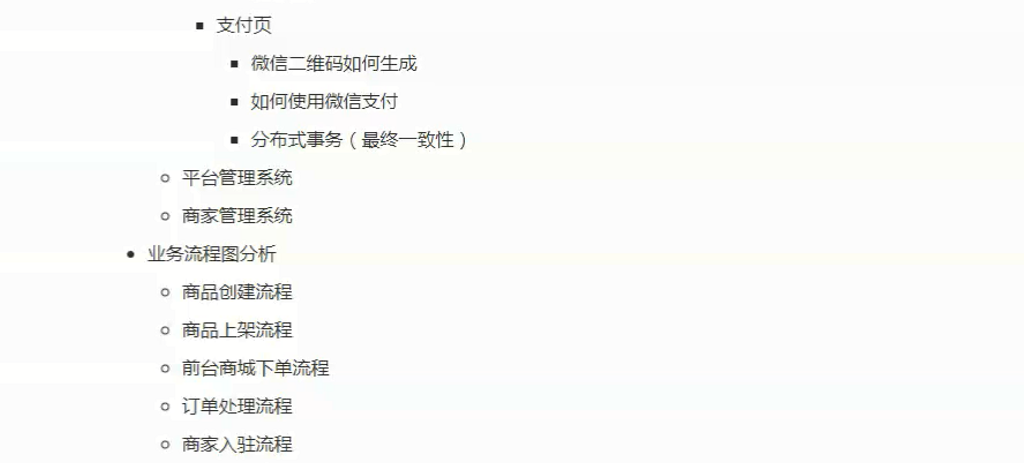 支付页
微信二维码如何生成
如何使用微信支付
分布式事务（最终一致性）
平台管理系统
商家管理系统
业务流程图分析
商品创建流程
商品上架流程
前台商城下单流程
订单处理流程
商家入驻流程